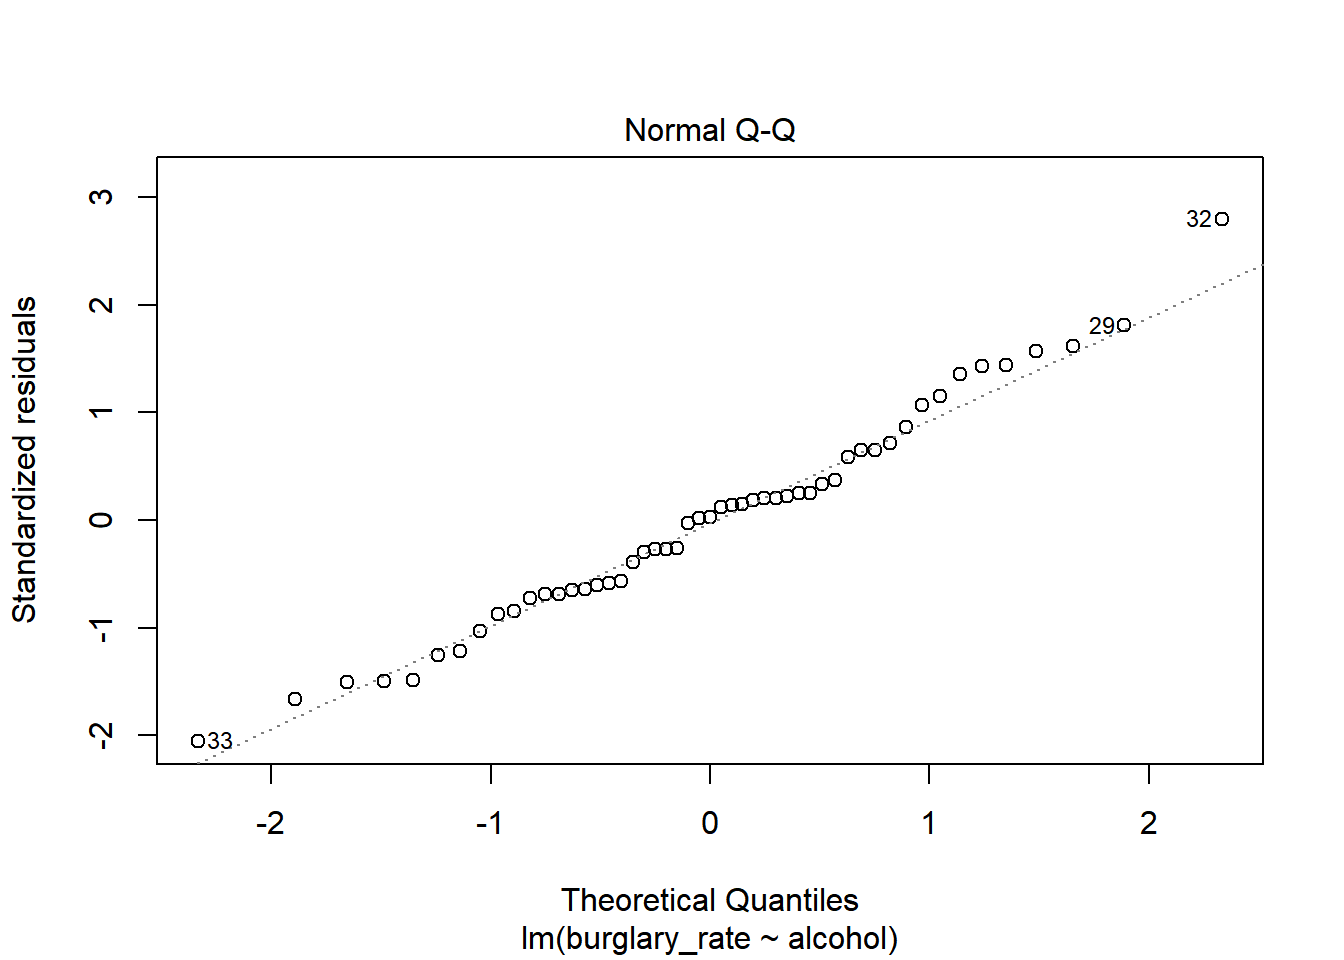 Normal Q-Q
Standardized residuals
3
2
1
0
-1
-2
32
29
33
-2 -1 0 1 2
Theoretical Quantiles
lm(burglary_rate ~ alcohol)